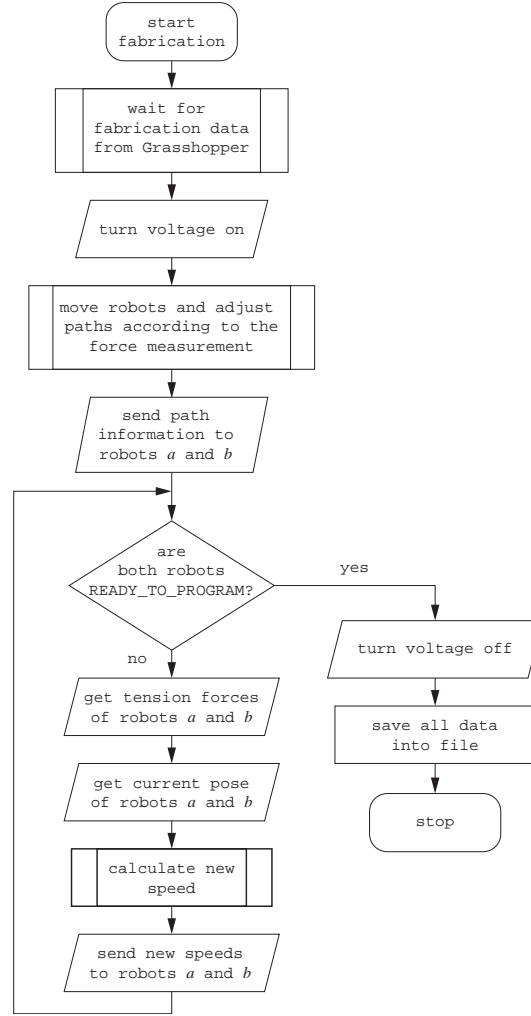 start
fabrication
wait for
fabrication data
from Grasshopper
turn voltage on
move robots and adjust
paths according to the
force measurement
send path
information to
robots a and b
are
both robots
READY_TO_PROGRAM?
yes
no
turn voltage off
save all data
into file
stop
get tension forces
of robots a and b
get current pose
of robots a and b
calculate new
speed
send new speeds
to robots a and b